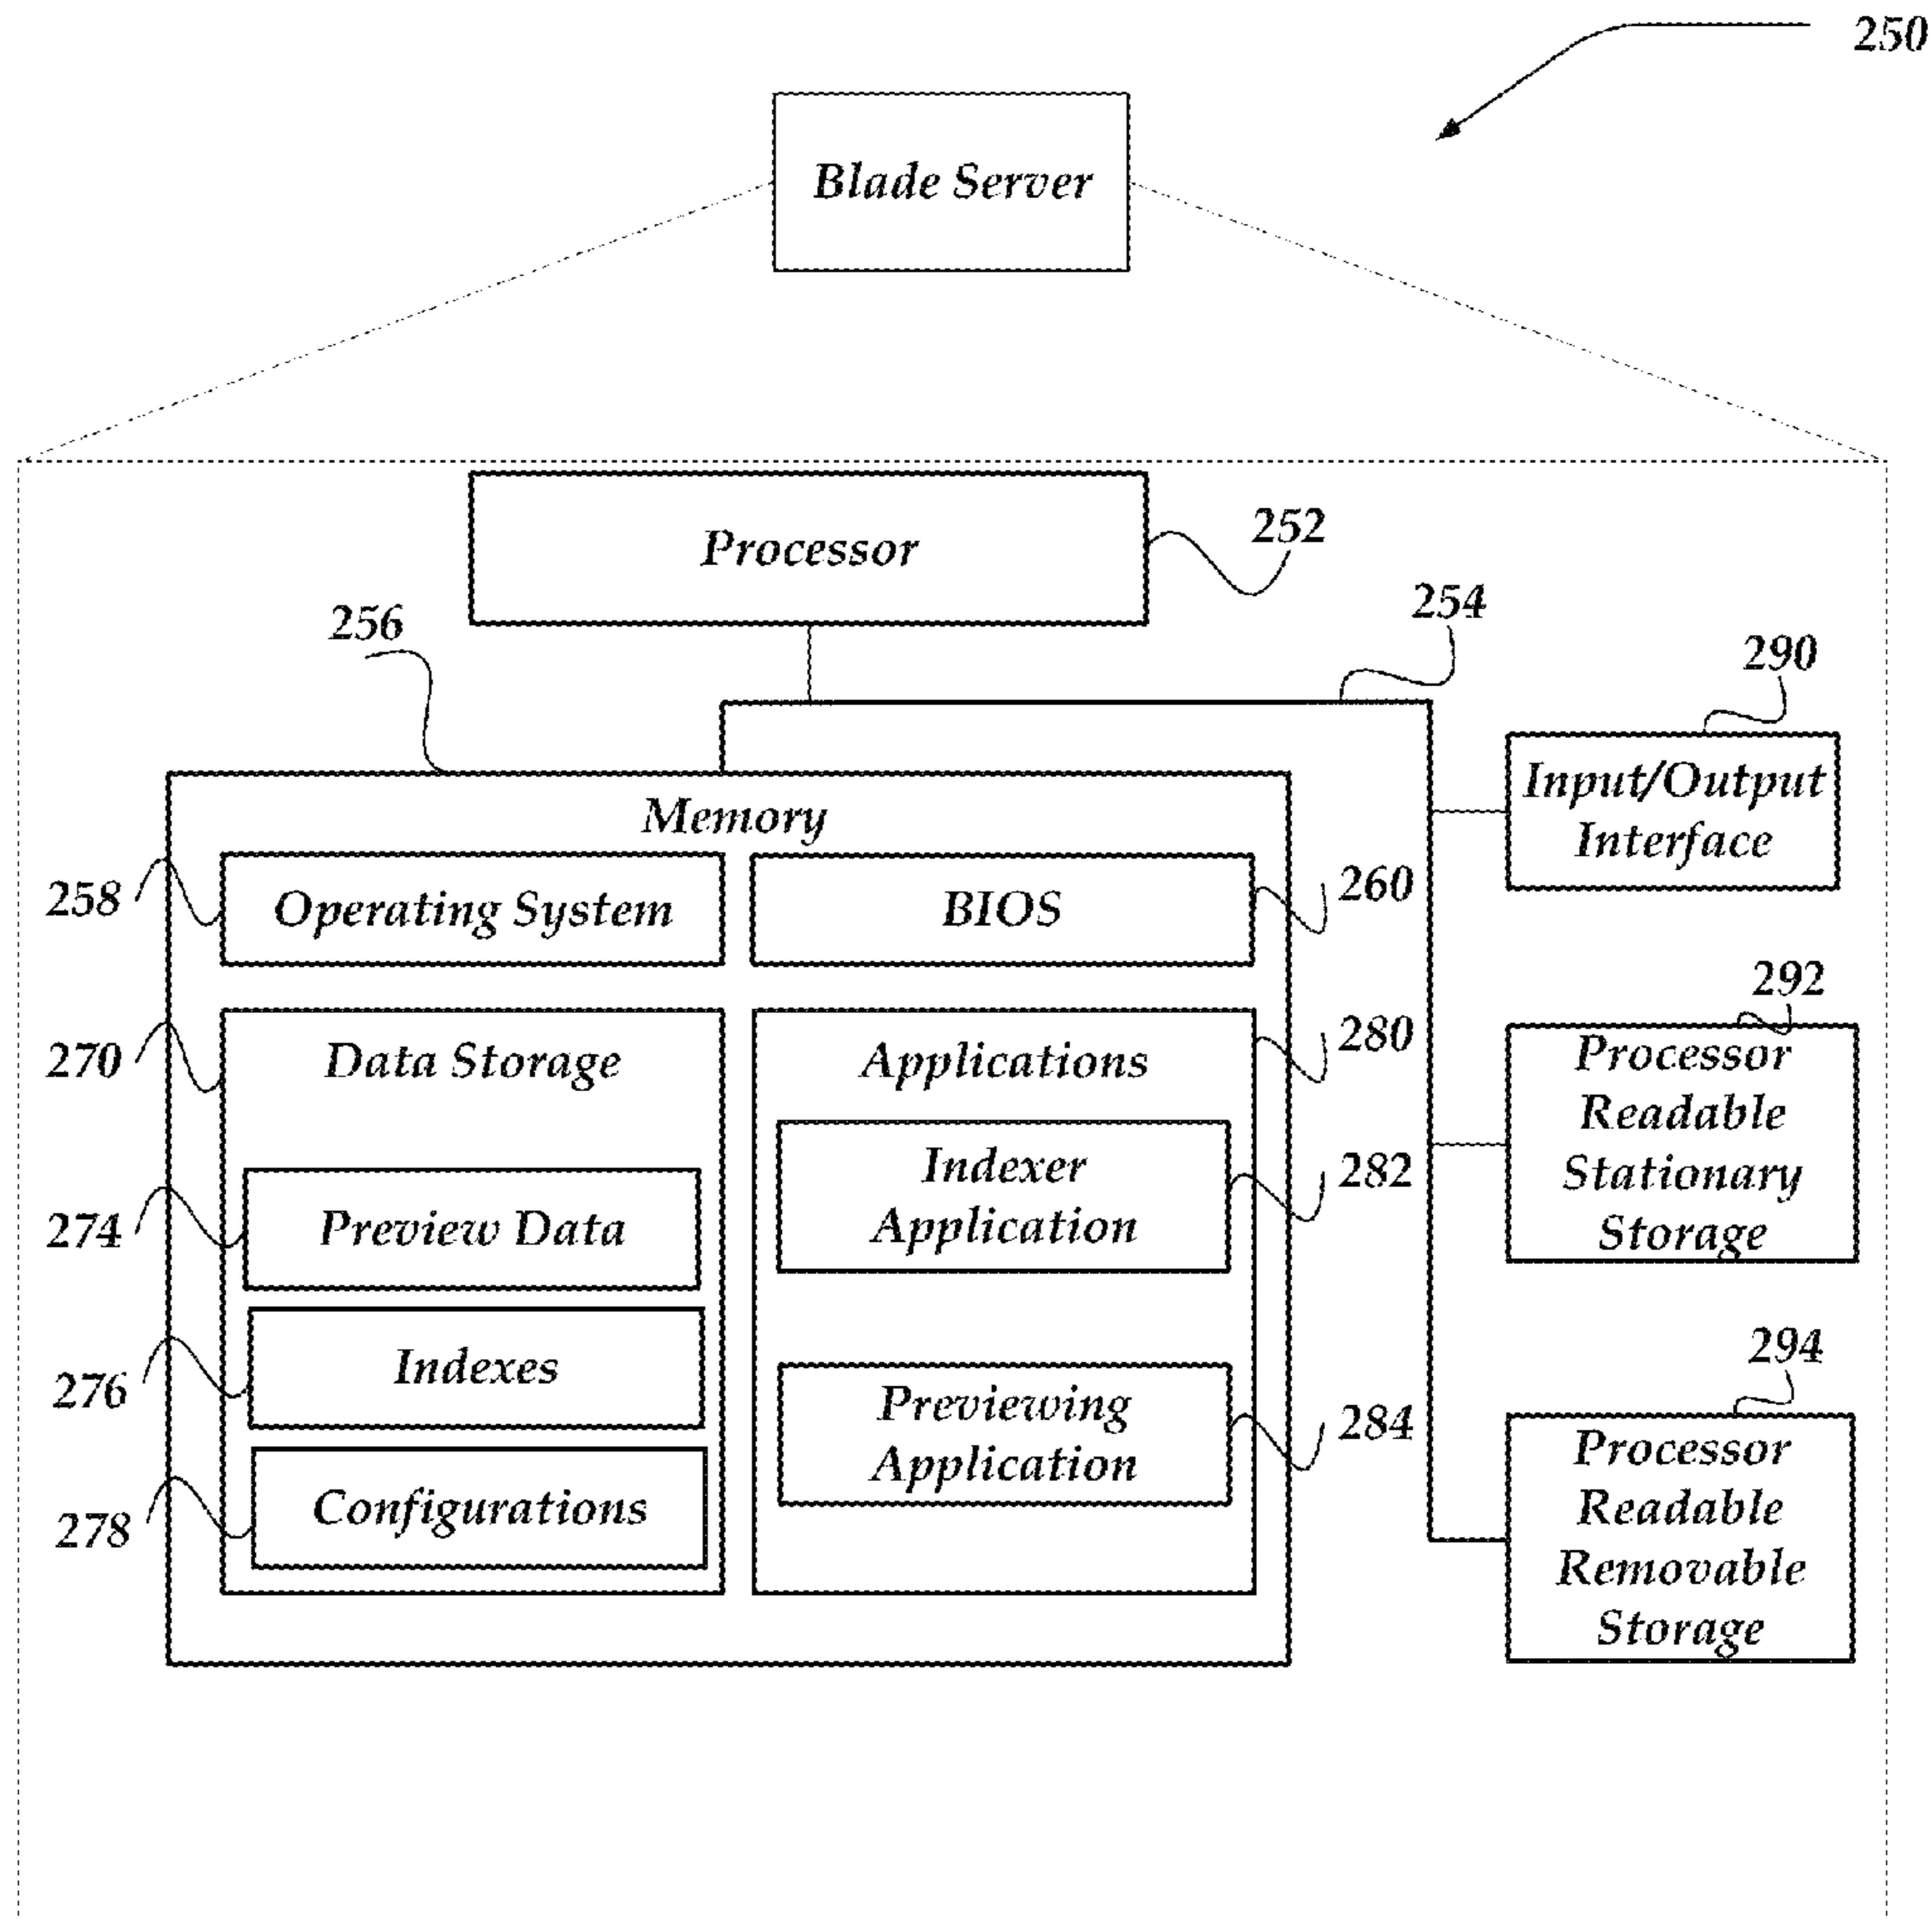 250
Blade Server
Processor
252
256
254
290
Input/Output
Interface
Memory
258
Operating System
BIOS
260
292
Processor
Readable
Stationary
Storage
270
Data Storage
Applications
280
Indexer
Application
282
274
Preview Data
276
Indexes
Previewing
Application
284
278
Configurations
294
Processor
Readable
Removable
Storage